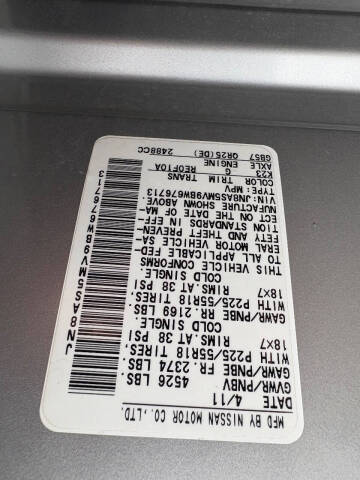 MFD BY NISSAN MOTOR CO.,LTD.
DATE 4/11
GVWR/PNBV 4526 LBS.
GAWR/PNBE FR. 2374 LBS.
WITH P225/55R18 TIRES,
18X7 RIMS.AT 38 PSI
COLD SINGLE.
GAWR/PNBE RR. 2169 LBS.
WITH P225/55R18 TIRES,
18X7 RIMS.AT 38 PSI
COLD SINGLE.
THIS VEHICLE CONFORMS
TO ALL APPLICABLE FED-
ERAL MOTOR VEHICLE SA-
FETY AND THEFT PREVEN-
TION STANDARDS IN EFF-
ECT ON THE DATE OF MA-
NUFACTURE SHOWN ABOVE.
VIN: JN8AS5MV9BW676713
TYPE: MPV
COLOR TRIM TRANS
K23 G RE0F10A
AXLE ENGINE
GB57 QR25(DE) 2488CC
JN8AS5MV9BW676713